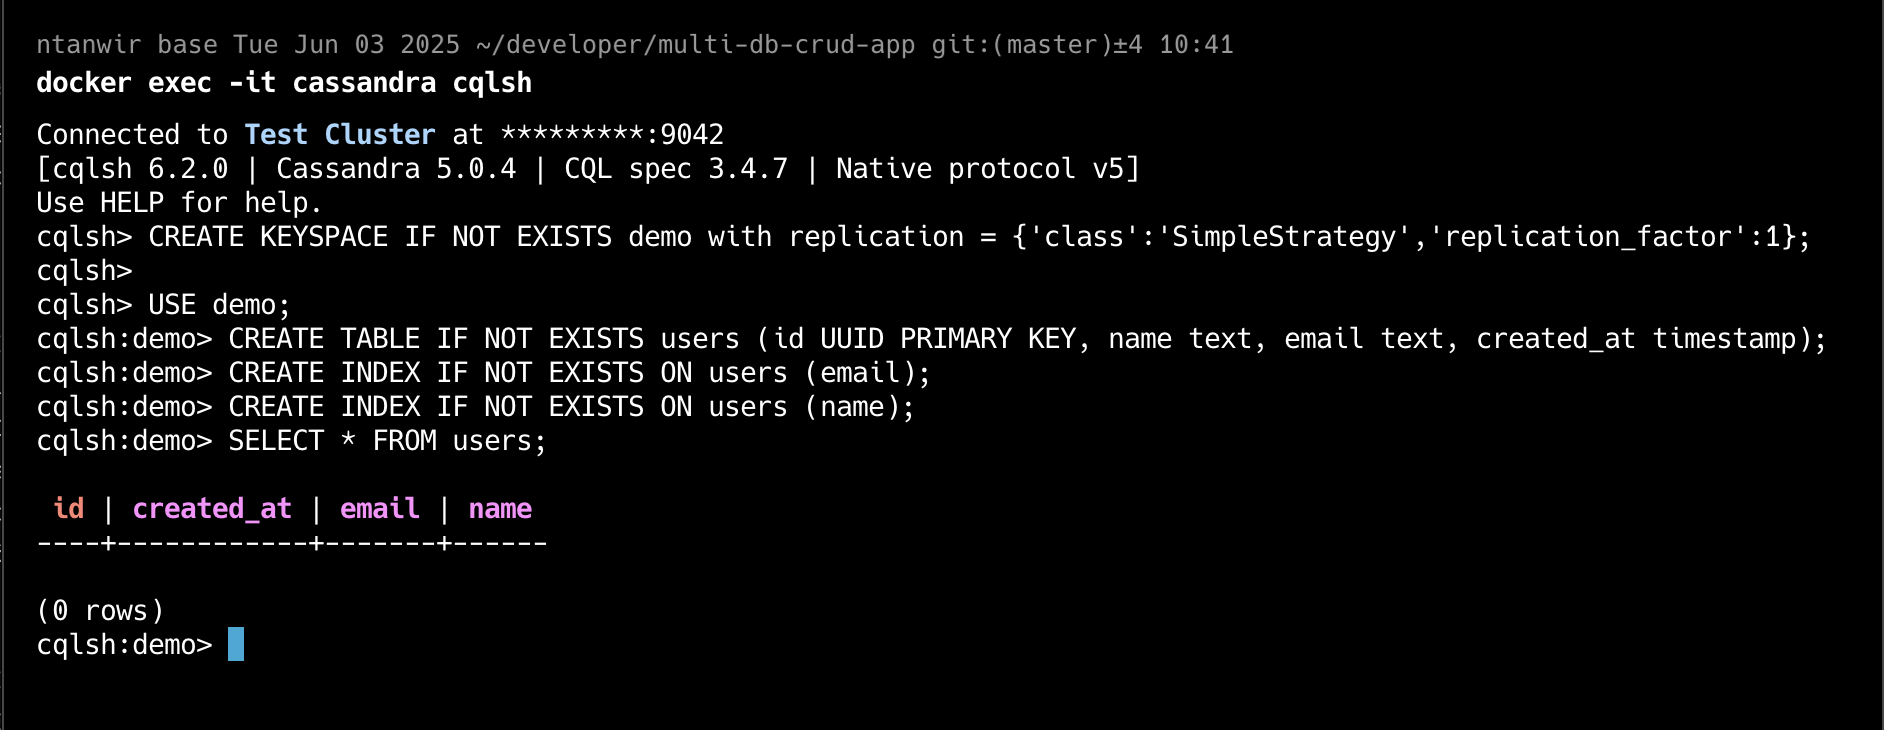 ntanwir base Tue Jun 03 2025 ~/developer/multi-db-crud-app git:(master)±4 10:41
docker exec -it cassandra cqlsh
Connected to Test Cluster at *********:9042
[cqlsh 6.2.0 | Cassandra 5.0.4 | CQL spec 3.4.7 | Native protocol v5]
Use HELP for help.
cqlsh> CREATE KEYSPACE IF NOT EXISTS demo with replication = {'class':'SimpleStrategy','replication_factor':1};
cqlsh>
cqlsh> USE demo;
cqlsh:demo> CREATE TABLE IF NOT EXISTS users (id UUID PRIMARY KEY, name text, email text, created_at timestamp);
cqlsh:demo> CREATE INDEX IF NOT EXISTS ON users (email);
cqlsh:demo> CREATE INDEX IF NOT EXISTS ON users (name);
cqlsh:demo> SELECT * FROM users;
 id | created_at | email | name
----+------------+-------+------
(0 rows)
cqlsh:demo>